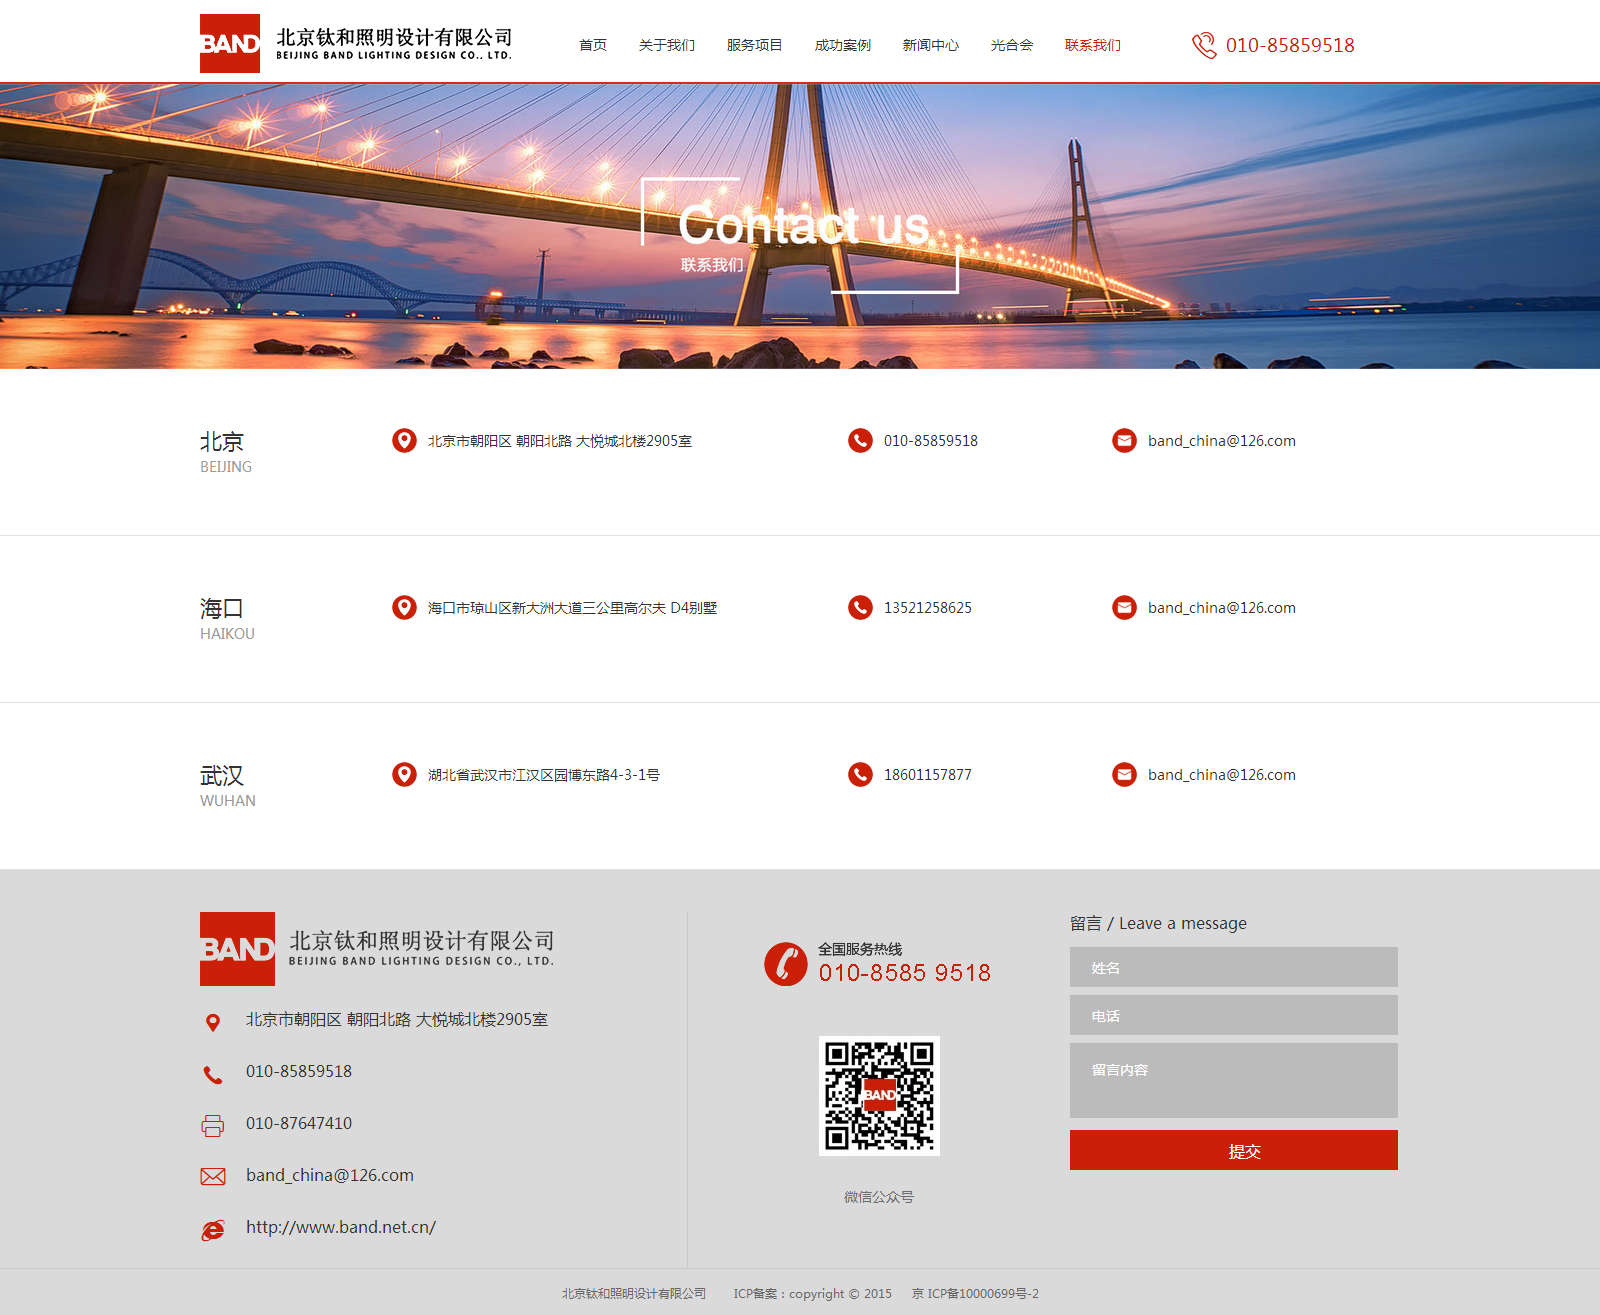 BAND
北京钛和照明设计有限公司
BEIJING BAND LIGHTING DESIGN CO., LTD.
首页 关于我们 服务项目 成功案例 新闻中心 光合会 联系我们
010-85859518
Contact us
联系我们
北京
BEIJING
北京市朝阳区 朝阳北路 大悦城北楼2905室
010-85859518
band_china@126.com
海口
HAIKOU
海口市琼山区新大洲大道三公里高尔夫 D4别墅
13521258625
band_china@126.com
武汉
WUHAN
湖北省武汉市江汉区园博东路4-3-1号
18601157877
band_china@126.com
BAND
北京钛和照明设计有限公司
BEIJING BAND LIGHTING DESIGN CO., LTD.
北京市朝阳区 朝阳北路 大悦城北楼2905室
010-85859518
010-87647410
band_china@126.com
http://www.band.net.cn/
全国服务热线
010-8585 9518
BAND
微信公众号
留言 / Leave a message
姓名
电话
留言内容
提交
北京钛和照明设计有限公司 ICP备案：copyright © 2015 京 ICP备10000699号-2